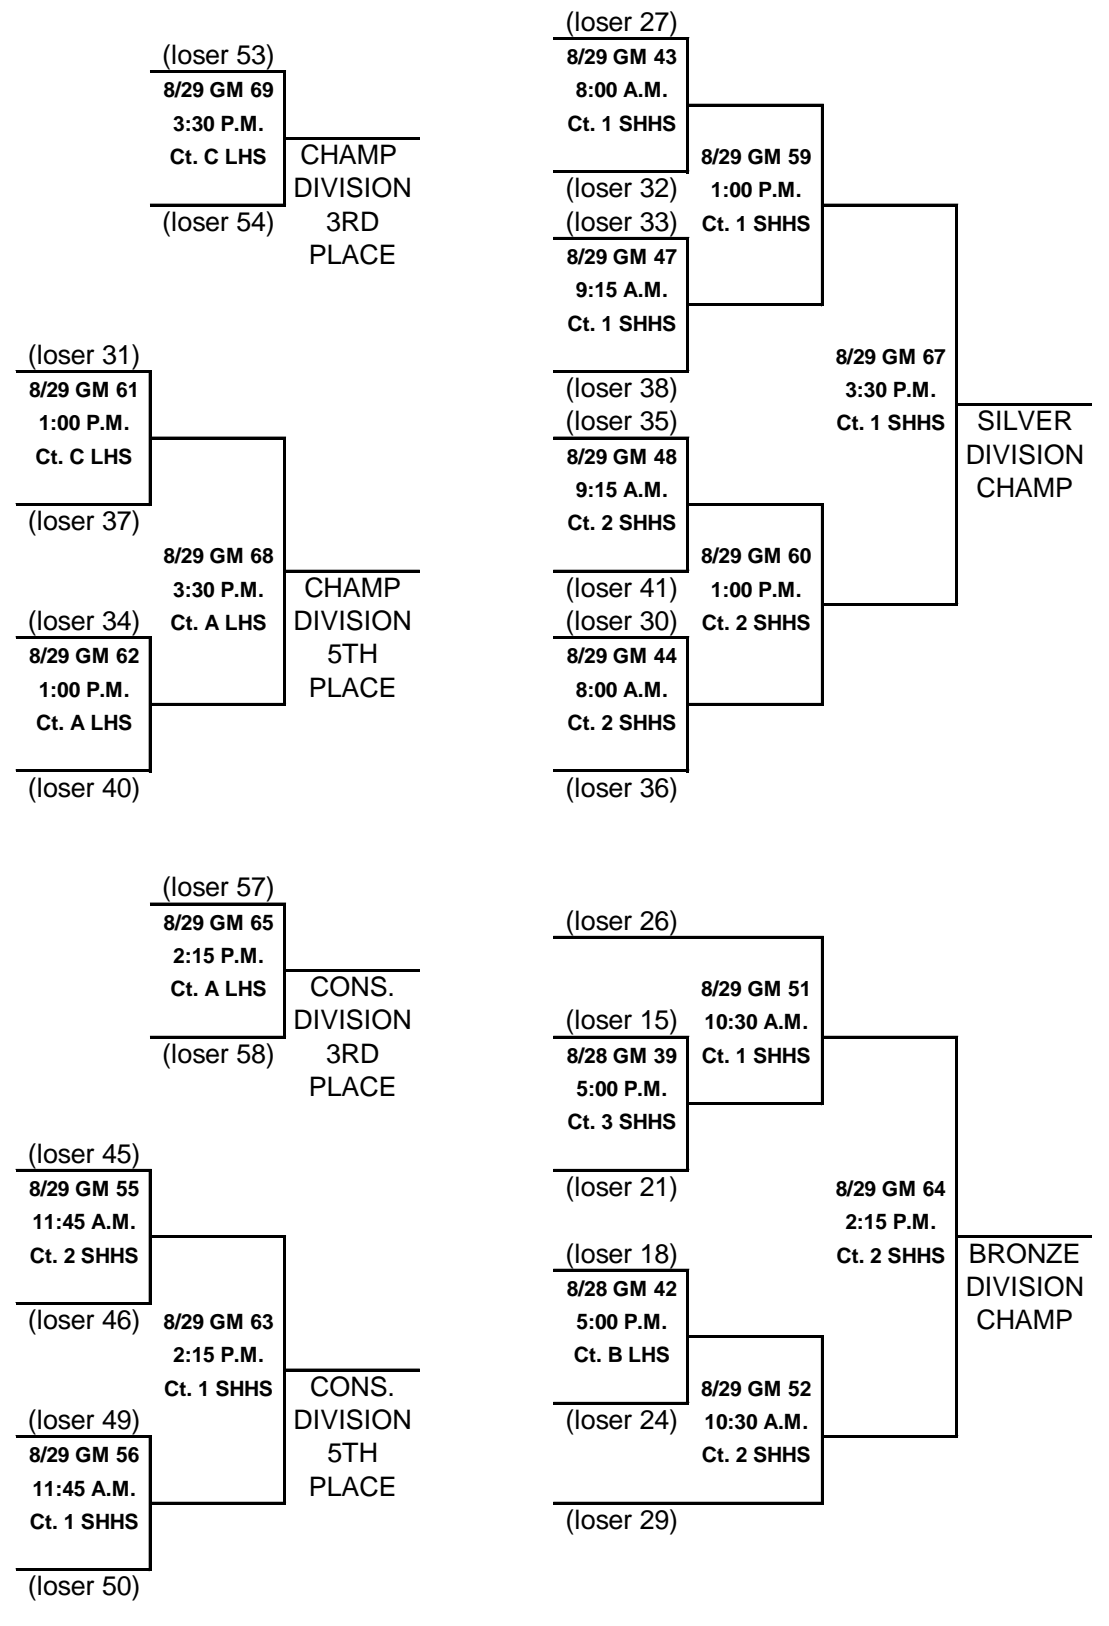 (loser 53)
8/29 GM 69
3:30 P.M.
Ct. C LHS
(loser 54)
CHAMP
DIVISION
3RD
PLACE
(loser 31)
8/29 GM 61
1:00 P.M.
Ct. C LHS
(loser 37)
8/29 GM 68
3:30 P.M.
Ct. A LHS
(loser 34)
8/29 GM 62
1:00 P.M.
Ct. A LHS
(loser 40)
CHAMP
DIVISION
5TH
PLACE
(loser 57)
8/29 GM 65
2:15 P.M.
Ct. A LHS
(loser 58)
CONS.
DIVISION
3RD
PLACE
(loser 45)
8/29 GM 55
11:45 A.M.
Ct. 2 SHHS
(loser 46)
8/29 GM 63
2:15 P.M.
Ct. 1 SHHS
(loser 49)
8/29 GM 56
11:45 A.M.
Ct. 1 SHHS
(loser 50)
CONS.
DIVISION
5TH
PLACE
(loser 27)
8/29 GM 43
8:00 A.M.
Ct. 1 SHHS
(loser 32)
8/29 GM 59
1:00 P.M.
Ct. 1 SHHS
(loser 33)
8/29 GM 47
9:15 A.M.
Ct. 1 SHHS
(loser 38)
8/29 GM 67
3:30 P.M.
Ct. 1 SHHS
(loser 35)
8/29 GM 48
9:15 A.M.
Ct. 2 SHHS
(loser 41)
8/29 GM 60
1:00 P.M.
Ct. 2 SHHS
(loser 30)
8/29 GM 44
8:00 A.M.
Ct. 2 SHHS
(loser 36)
SILVER
DIVISION
CHAMP
(loser 26)
8/29 GM 51
10:30 A.M.
Ct. 1 SHHS
(loser 15)
8/28 GM 39
5:00 P.M.
Ct. 3 SHHS
(loser 21)
8/29 GM 64
2:15 P.M.
Ct. 2 SHHS
(loser 18)
8/28 GM 42
5:00 P.M.
Ct. B LHS
(loser 24)
8/29 GM 52
10:30 A.M.
Ct. 2 SHHS
(loser 29)
BRONZE
DIVISION
CHAMP